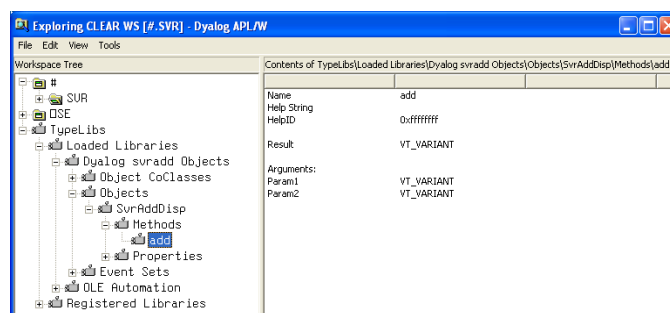 Exploring CLEAR WS [#.SVR] - Dyalog APL/W
File Edit View Tools
Workspace Tree
Contents of TypeLibs\Loaded Libraries\Dyalog svradd Objects\Objects\SvrAddDisp\Methods\add
#
SVR
⎕SE
TypeLibs
Loaded Libraries
Dyalog svradd Objects
Object CoClasses
Objects
SvrAddDisp
Methods
add
Properties
Event Sets
OLE Automation
Registered Libraries
Name add
Help String
HelpID 0xffffffff
Result VT_VARIANT
Arguments:
Param1 VT_VARIANT
Param2 VT_VARIANT